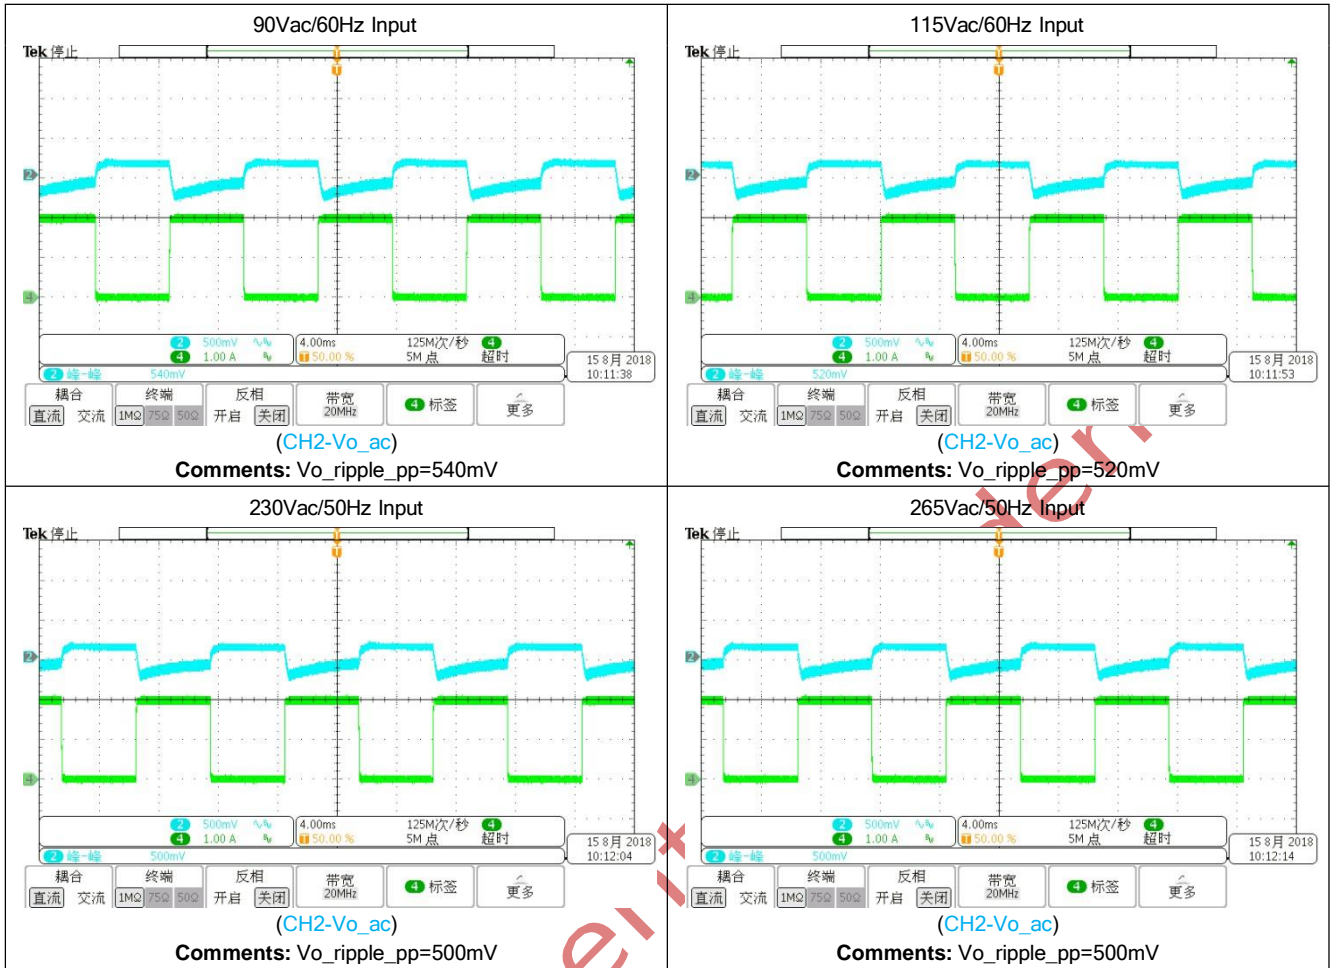 90Vac/60Hz Input
Tek 停止
T
T
2
4
2 500mV
4 1.00 A
4.00ms
T 50.00 %
125M次/秒
5M 点
4
超时
15 8月 2018
10:11:38
2 峰-峰 540mV
耦合
直流 交流
终端
1MΩ 75Ω 50Ω
反相
开启 关闭
带宽
20MHz
4 标签
更多
(CH2-Vo_ac)
Comments: Vo_ripple_pp=540mV
115Vac/60Hz Input
Tek 停止
T
T
2
4
2 500mV
4 1.00 A
4.00ms
T 50.00 %
125M次/秒
5M 点
4
超时
15 8月 2018
10:11:53
2 峰-峰 520mV
耦合
直流 交流
终端
1MΩ 75Ω 50Ω
反相
开启 关闭
带宽
20MHz
4 标签
更多
(CH2-Vo_ac)
Comments: Vo_ripple_pp=520mV
230Vac/50Hz Input
Tek 停止
T
T
2
4
2 500mV
4 1.00 A
4.00ms
T 50.00 %
125M次/秒
5M 点
4
超时
15 8月 2018
10:12:04
2 峰-峰 500mV
耦合
直流 交流
终端
1MΩ 75Ω 50Ω
反相
开启 关闭
带宽
20MHz
4 标签
更多
(CH2-Vo_ac)
Comments: Vo_ripple_pp=500mV
265Vac/50Hz Input
Tek 停止
T
T
2
4
2 500mV
4 1.00 A
4.00ms
T 50.00 %
125M次/秒
5M 点
4
超时
15 8月 2018
10:12:14
2 峰-峰 500mV
耦合
直流 交流
终端
1MΩ 75Ω 50Ω
反相
开启 关闭
带宽
20MHz
4 标签
更多
(CH2-Vo_ac)
Comments: Vo_ripple_pp=500mV